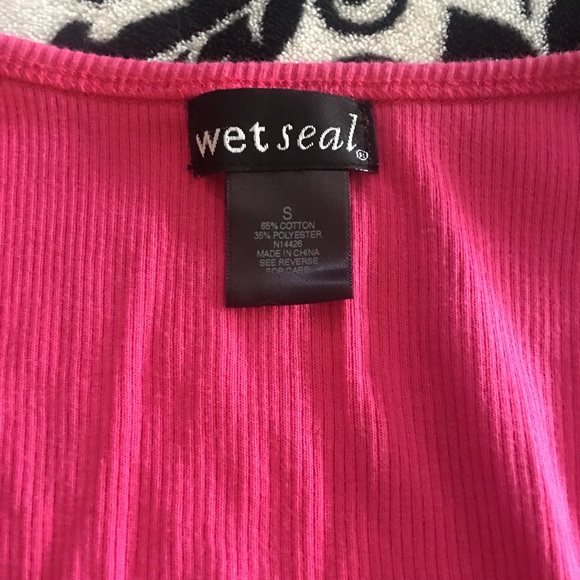 wet seal®
S
65% COTTON
35% POLYESTER
N14426
MADE IN CHINA
SEE REVERSE
FOR CARE